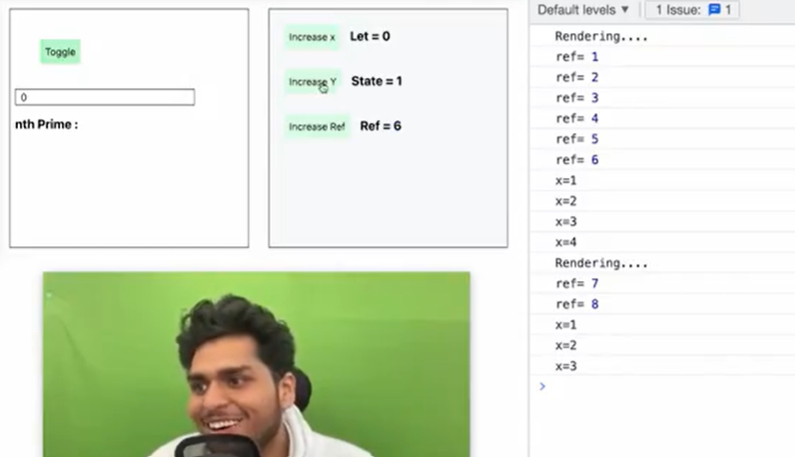 Toggle
0
nth Prime :
Increase x Let = 0
Increase Y State = 1
Increase Ref Ref = 6
Default levels ▼ 1 Issue: 1
Rendering....
ref= 1
ref= 2
ref= 3
ref= 4
ref= 5
ref= 6
x=1
x=2
x=3
x=4
Rendering....
ref= 7
ref= 8
x=1
x=2
x=3
>